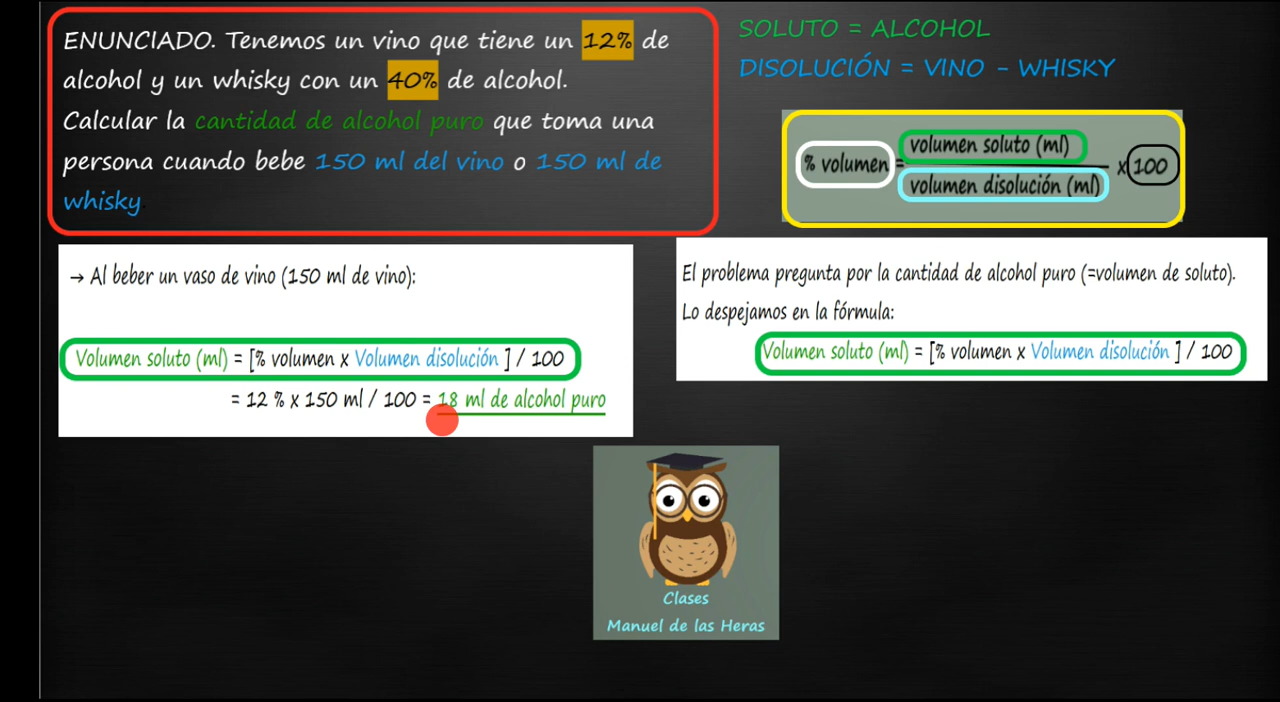 ENUNCIADO. Tenemos un vino que tiene un 12% de
alcohol y un whisky con un 40% de alcohol.
Calcular la cantidad de alcohol puro que toma una
persona cuando bebe 150 ml del vino o 150 ml de
whisky.
SOLUTO = ALCOHOL
DISOLUCIÓN = VINO - WHISKY
% volumen = volumen soluto (ml) / volumen disolución (ml) x 100
→ Al beber un vaso de vino (150 ml de vino):
Volumen soluto (ml) = [% volumen x Volumen disolución ] / 100
= 12 % x 150 ml / 100 = 18 ml de alcohol puro
El problema pregunta por la cantidad de alcohol puro (=volumen de soluto).
Lo despejamos en la fórmula:
Volumen soluto (ml) = [% volumen x Volumen disolución ] / 100
Clases
Manuel de las Heras